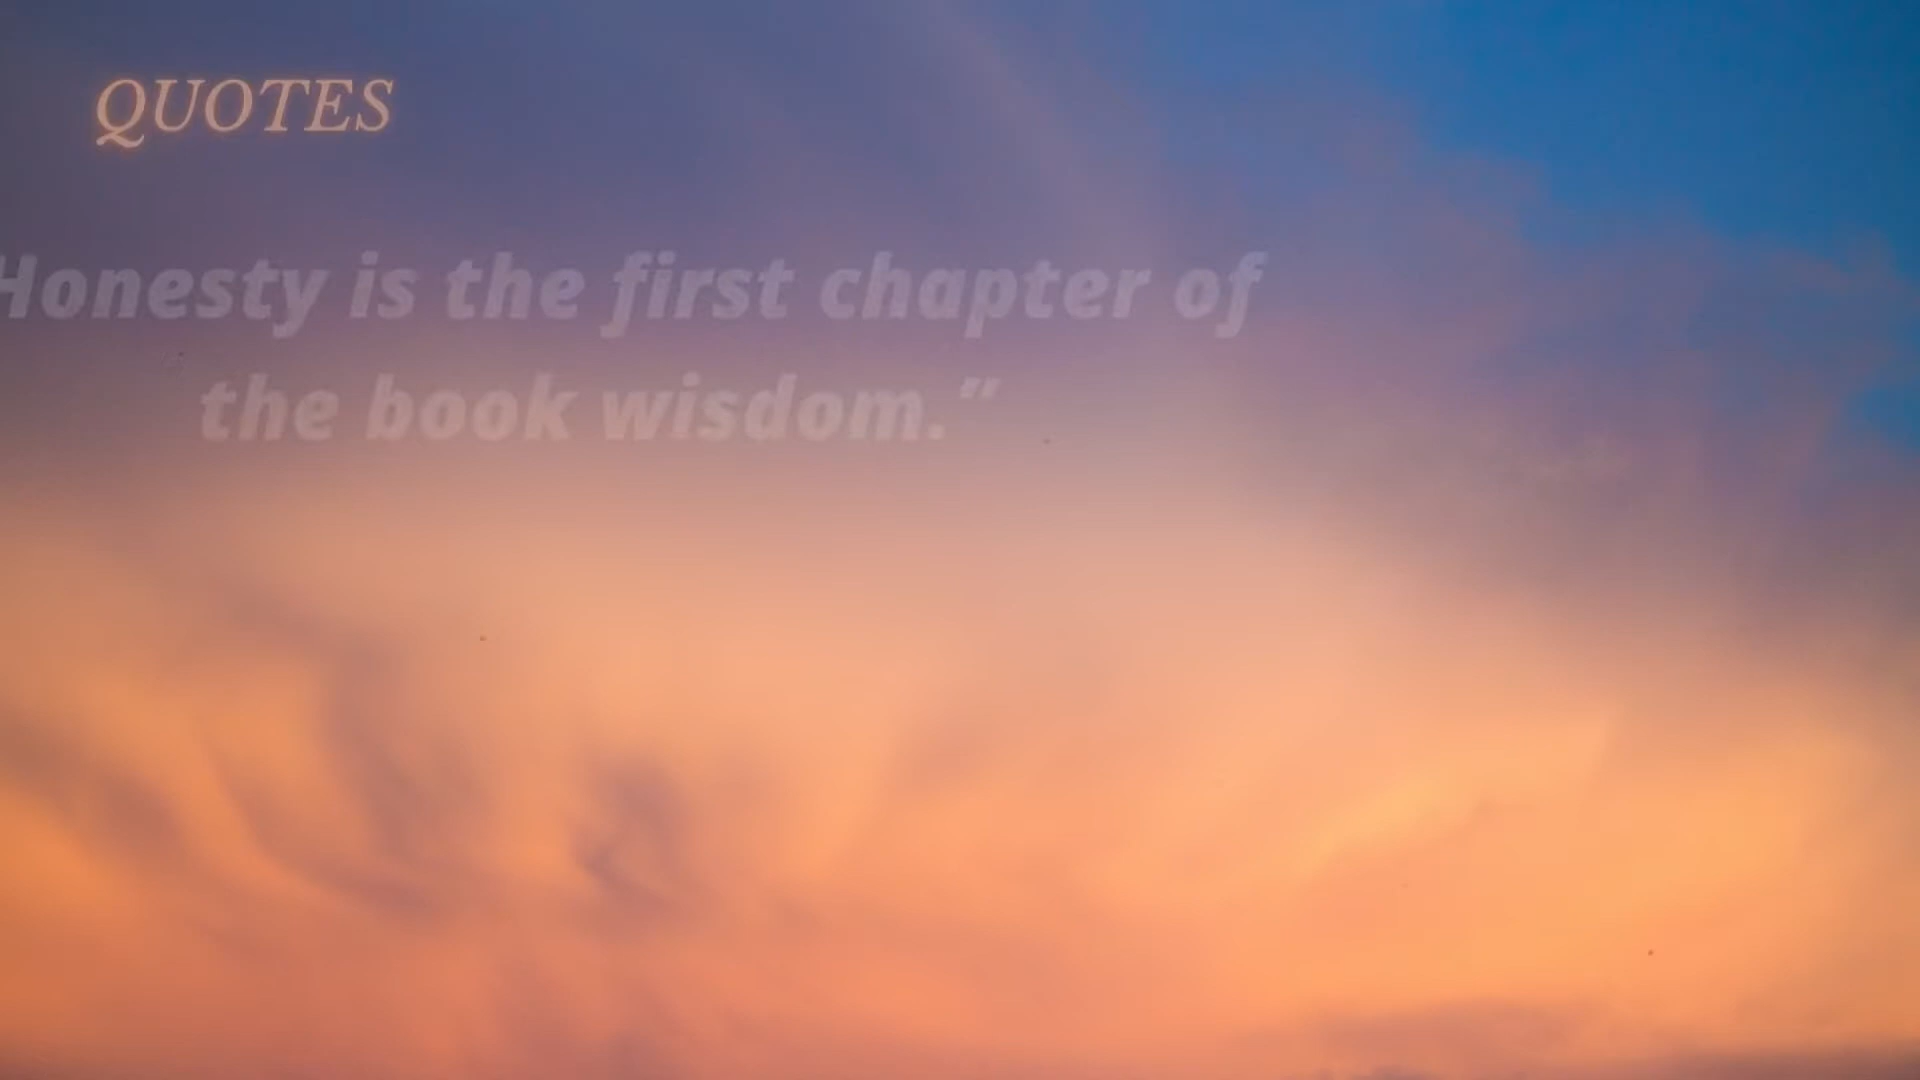 QUOTES
Honesty is the first chapter of
the book wisdom.”